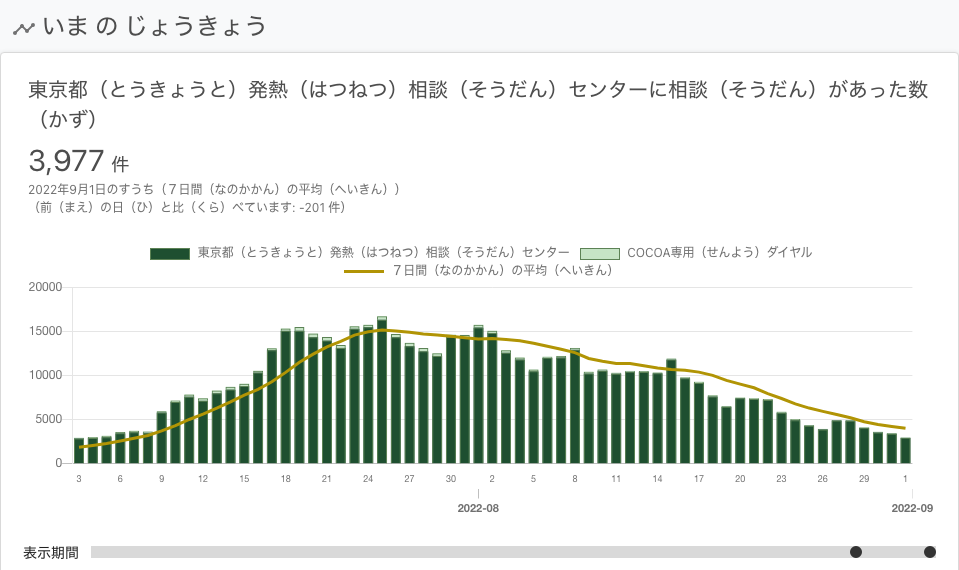 いま の じょうきょう
東京都（とうきょうと）発熱（はつねつ）相談（そうだん）センターに相談（そうだん）があった数
（かず）
3,977 件
2022年9月1日のすうち（７日間（なのかかん）の平均（へいきん））
（前（まえ）の日（ひ）と比（くら）べています: -201 件）
東京都（とうきょうと）発熱（はつねつ）相談（そうだん）センター COCOA専用（せんよう）ダイヤル
７日間（なのかかん）の平均（へいきん）
20000
15000
10000
5000
0
3 6 9 12 15 18 21 24 27 30 2 5 8 11 14 17 20 23 26 29 1
2022-08 2022-09
表示期間